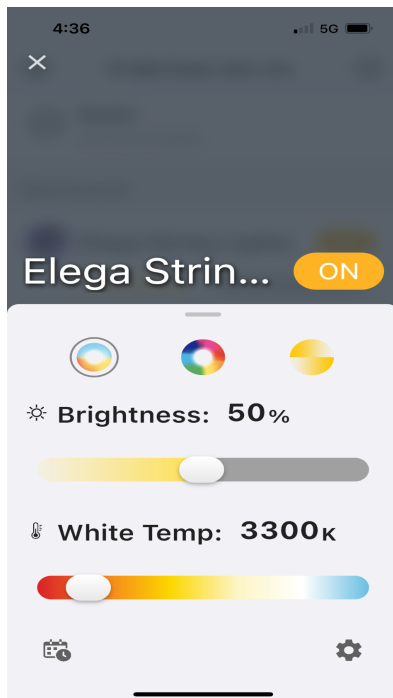 4:36
5G
Elega Strin...
ON
Brightness: 50%
White Temp: 3300K